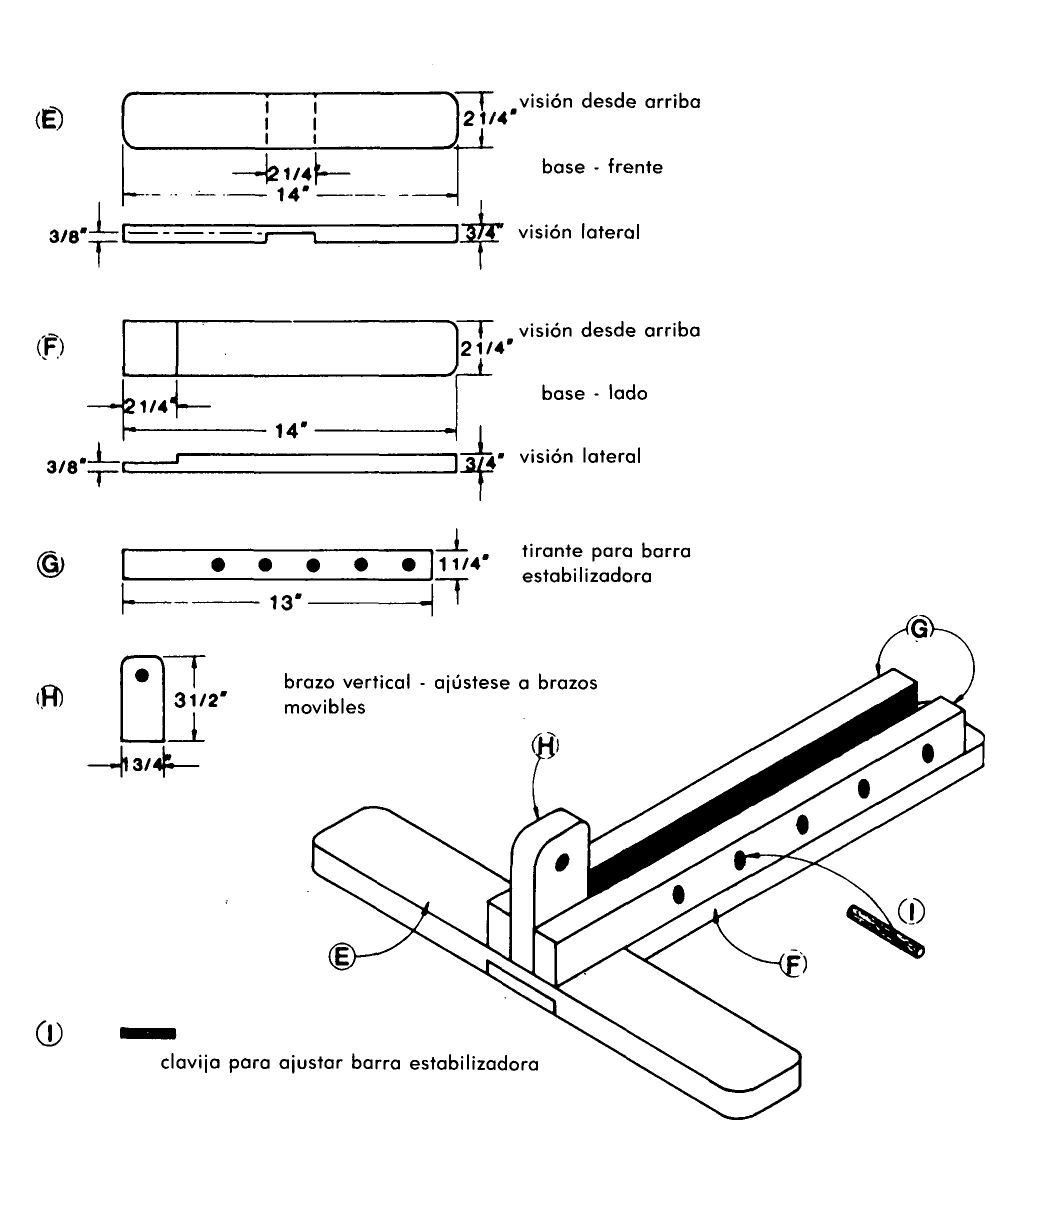 E
visión desde arriba
2 1/4"
base - frente
2 1/4"
14"
3/8"
3/4"
visión lateral
F
visión desde arriba
2 1/4"
base - lado
2 1/4"
14"
3/8"
3/4"
visión lateral
G
1 1/4"
tirante para barra
estabilizadora
13"
G
H
3 1/2"
brazo vertical - ajústese a brazos
movibles
1 3/4"
H
I
E
F
I
clavija para ajustar barra estabilizadora